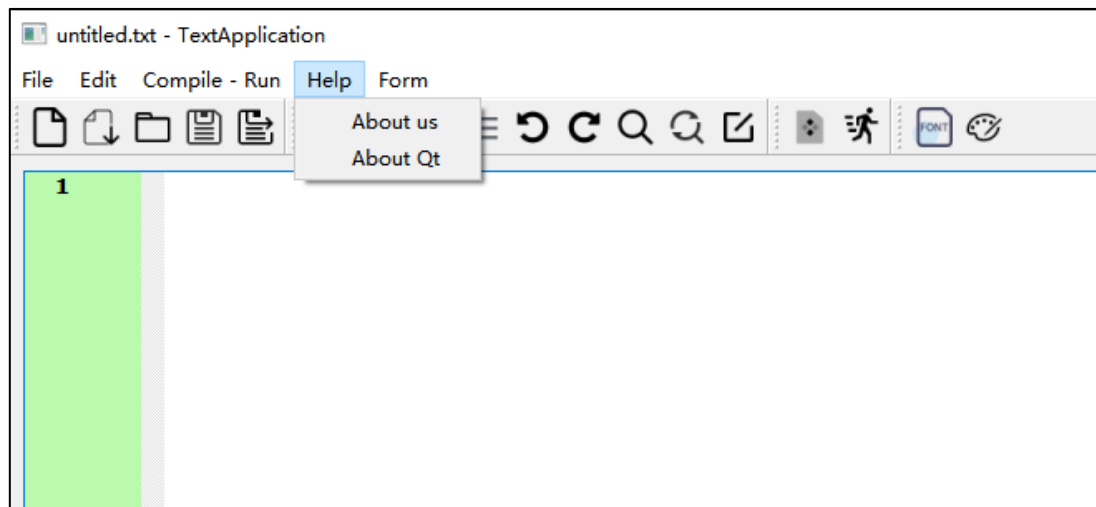 untitled.txt - TextApplication
File Edit Compile - Run Help Form
About us
FONT
About Qt
1